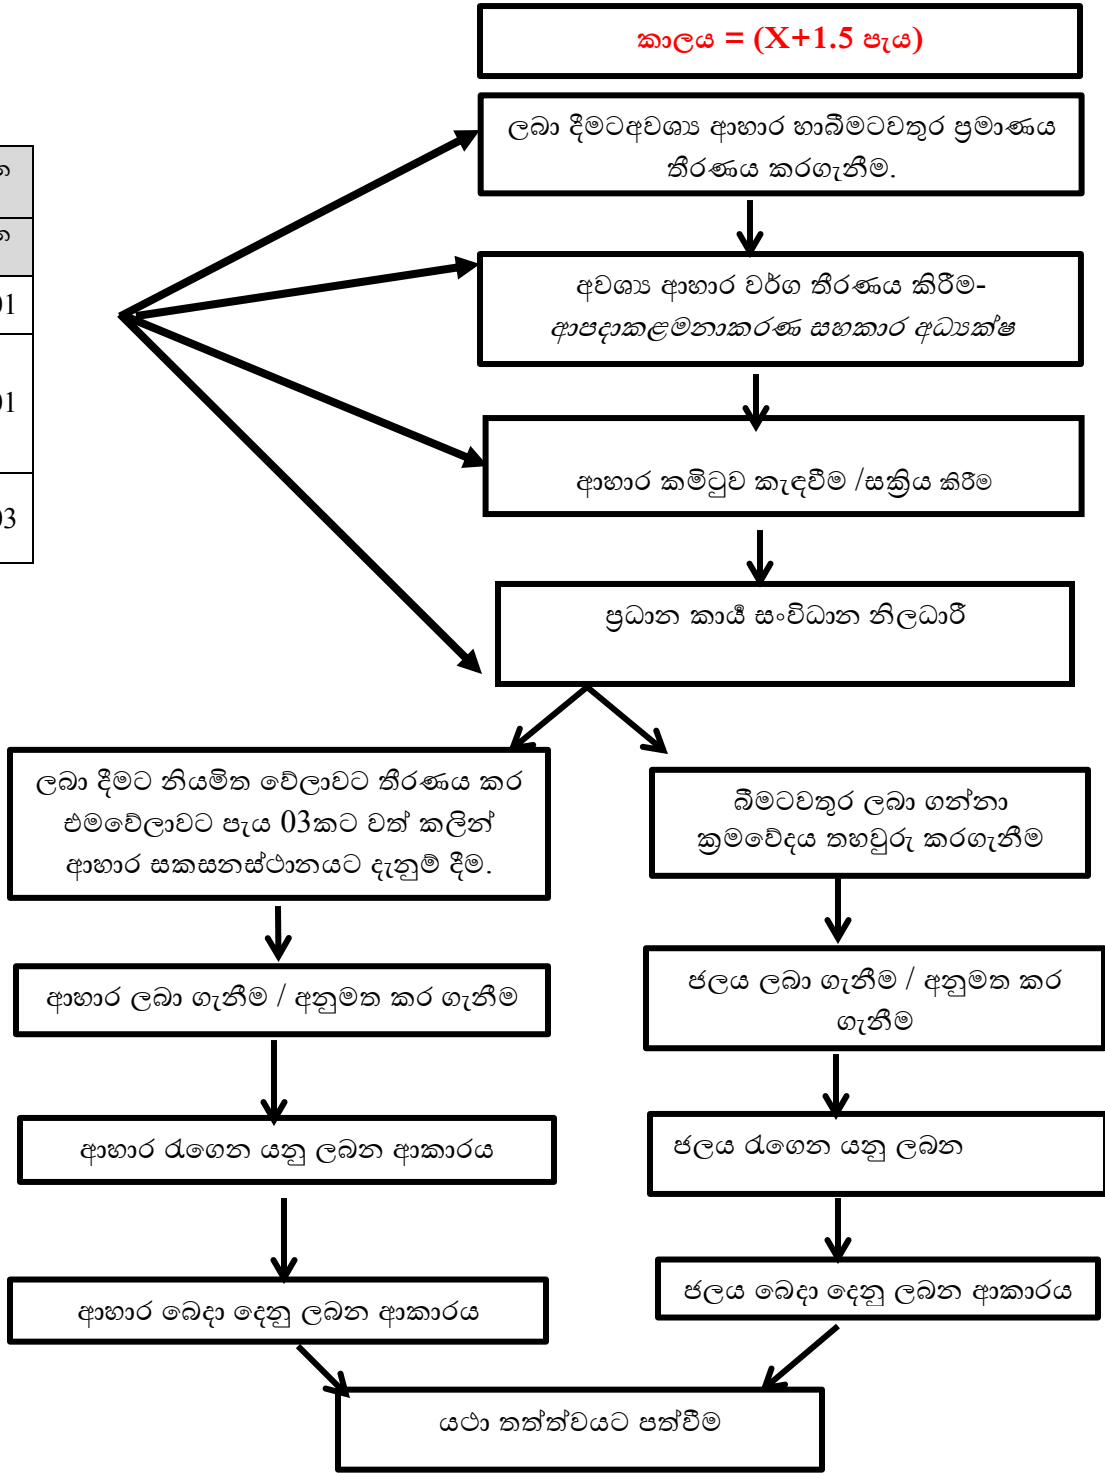 කාලය = (X+1.5 පැය)
ලබා දීමටඅවශ්‍ය ආහාර හාබීමටවතුර ප්‍රමාණය
තීරණය කරගැනීම.
න
න
01
01
03
අවශ්‍ය ආහාර වර්ග තීරණය කිරීම-
ආපදාකළමනාකරණ සහකාර අධ්‍යක්ෂ
ආහාර කමිටුව කැඳවීම /සක්‍රිය කිරීම
ප්‍රධාන කාර්‍ය සංවිධාන නිලධාරී
ලබා දීමට නියමිත වේලාවට තීරණය කර
එමවේලාවට පැය 03කට වත් කලින්
ආහාර සකසනස්ථානයට දැනුම් දීම.
බීමටවතුර ලබා ගන්නා
ක්‍රමවේදය තහවුරු කරගැනීම
ආහාර ලබා ගැනීම / අනුමත කර ගැනීම
ජලය ලබා ගැනීම / අනුමත කර
ගැනීම
ආහාර රැගෙන යනු ලබන ආකාරය
ජලය රැගෙන යනු ලබන
ආහාර බෙදා දෙනු ලබන ආකාරය
ජලය බෙදා දෙනු ලබන ආකාරය
යථා තත්ත්වයට පත්වීම